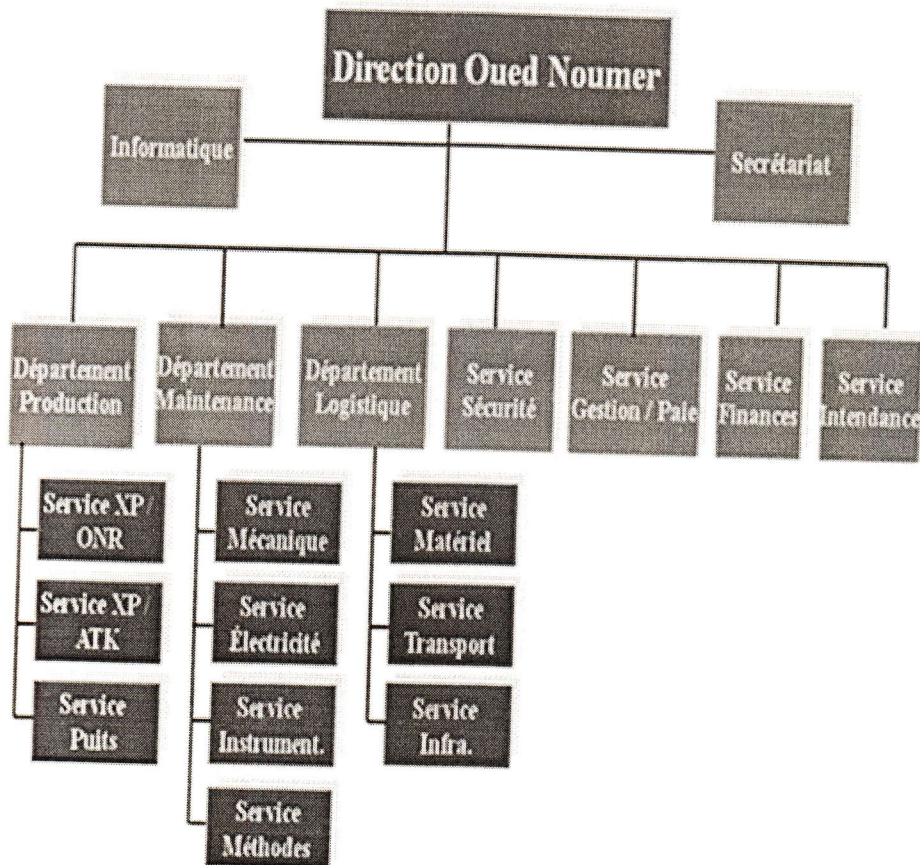 Direction Oued Noumer
Informatique
Secrétariat
Département
Production
Département
Maintenance
Département
Logistique
Service
Sécurité
Service
Gestion / Paie
Service
Finances
Service
Intendance
Service XP /
ONR
Service XP /
ATK
Service
Puits
Service
Mécanique
Service
Électricité
Service
Instrument.
Service
Méthodes
Service
Matériel
Service
Transport
Service
Infra.